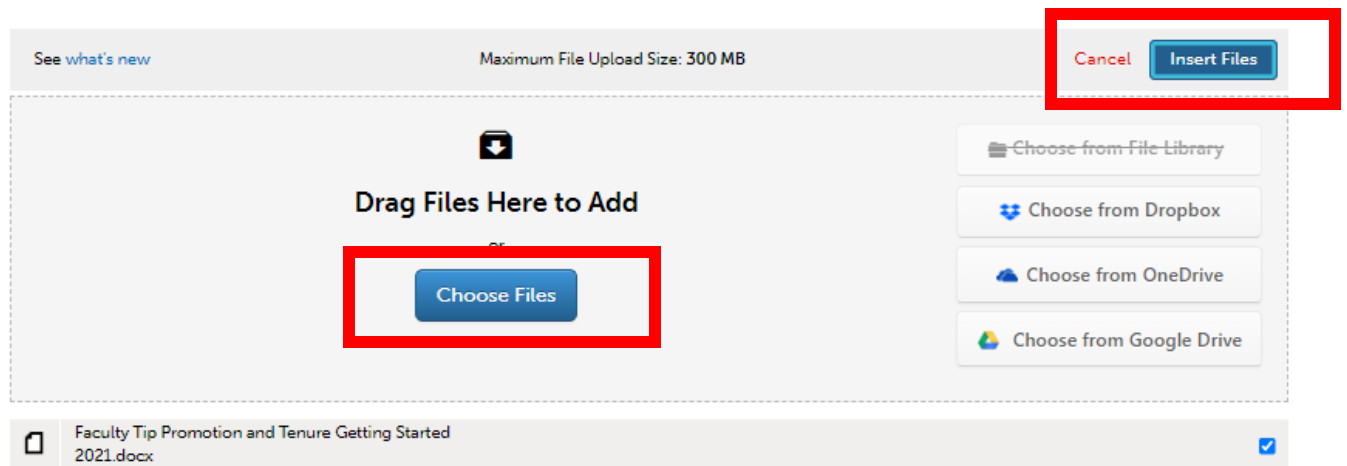 See what's new
Maximum File Upload Size: 300 MB
Cancel
Insert Files
Drag Files Here to Add
or
Choose Files
Choose from File Library
Choose from Dropbox
Choose from OneDrive
Choose from Google Drive
Faculty Tip Promotion and Tenure Getting Started
2021.docx